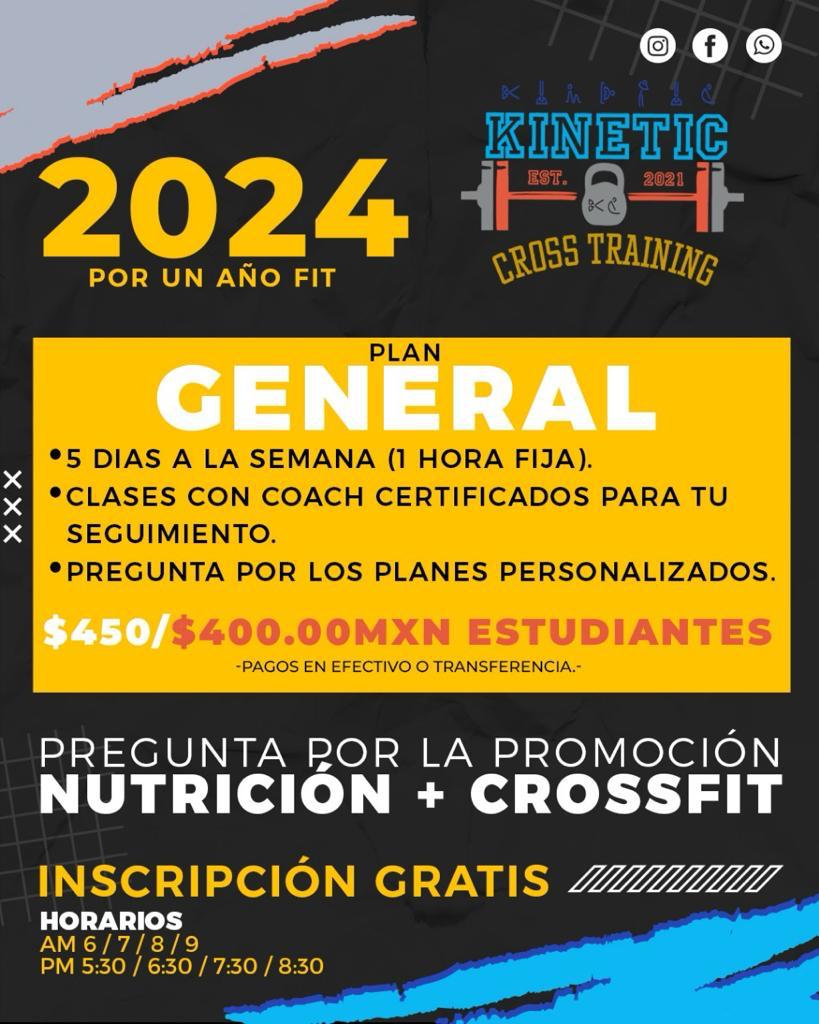 KINETIC
EST. 2021
CROSS TRAINING
2024
POR UN AÑO FIT
PLAN
GENERAL
•5 DIAS A LA SEMANA (1 HORA FIJA).
•CLASES CON COACH CERTIFICADOS PARA TU
SEGUIMIENTO.
•PREGUNTA POR LOS PLANES PERSONALIZADOS.
$450/$400.00MXN ESTUDIANTES
-PAGOS EN EFECTIVO O TRANSFERENCIA.-
PREGUNTA POR LA PROMOCIÓN
NUTRICIÓN + CROSSFIT
INSCRIPCIÓN GRATIS
HORARIOS
AM 6 / 7 / 8 / 9
PM 5:30 / 6:30 / 7:30 / 8:30